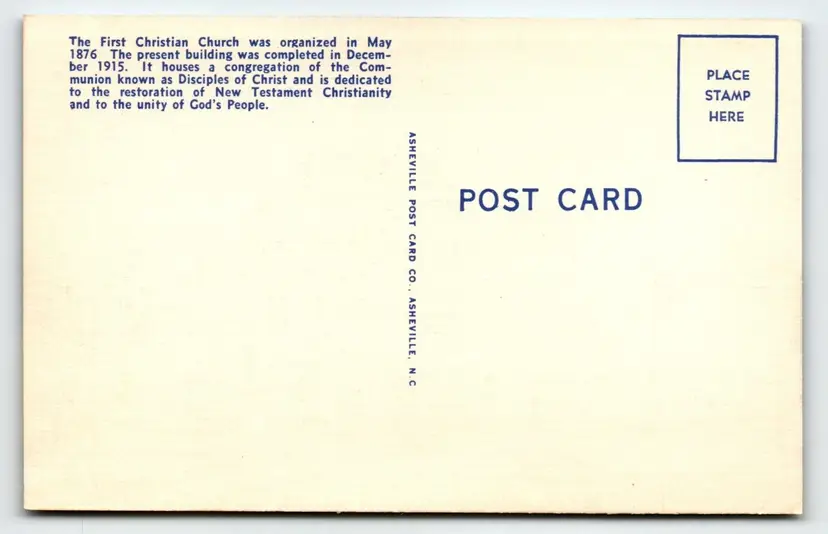 The First Christian Church was organized in May
1876 The present building was completed in Decem-
ber 1915. It houses a congregation of the Com-
munion known as Disciples of Christ and is dedicated
to the restoration of New Testament Christianity
and to the unity of God's People.
ASHEVILLE POST CARD CO., ASHEVILLE, N.C
POST CARD
PLACE
STAMP
HERE